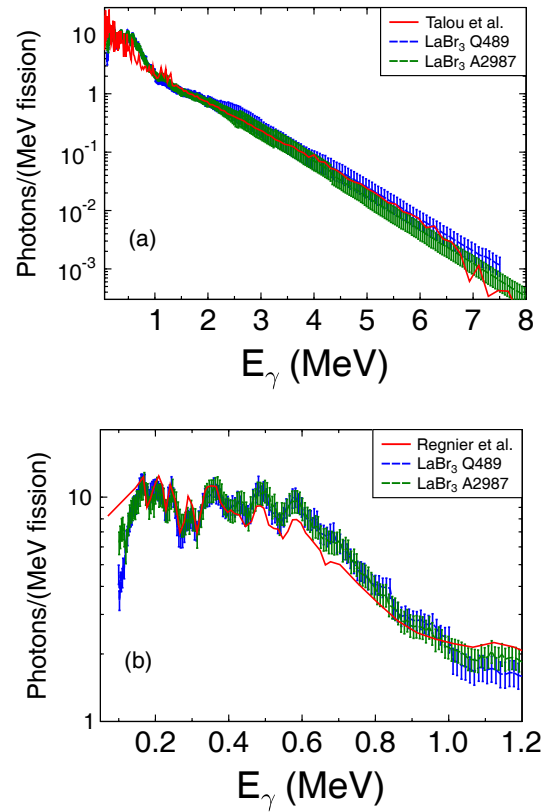 Photons/(MeV fission)
10
1
10⁻¹
10⁻²
10⁻³
Talou et al.
LaBr₃ Q489
LaBr₃ A2987
(a)
1 2 3 4 5 6 7 8
E_γ (MeV)
Photons/(MeV fission)
10
1
Regnier et al.
LaBr₃ Q489
LaBr₃ A2987
(b)
0.2 0.4 0.6 0.8 1.0 1.2
E_γ (MeV)